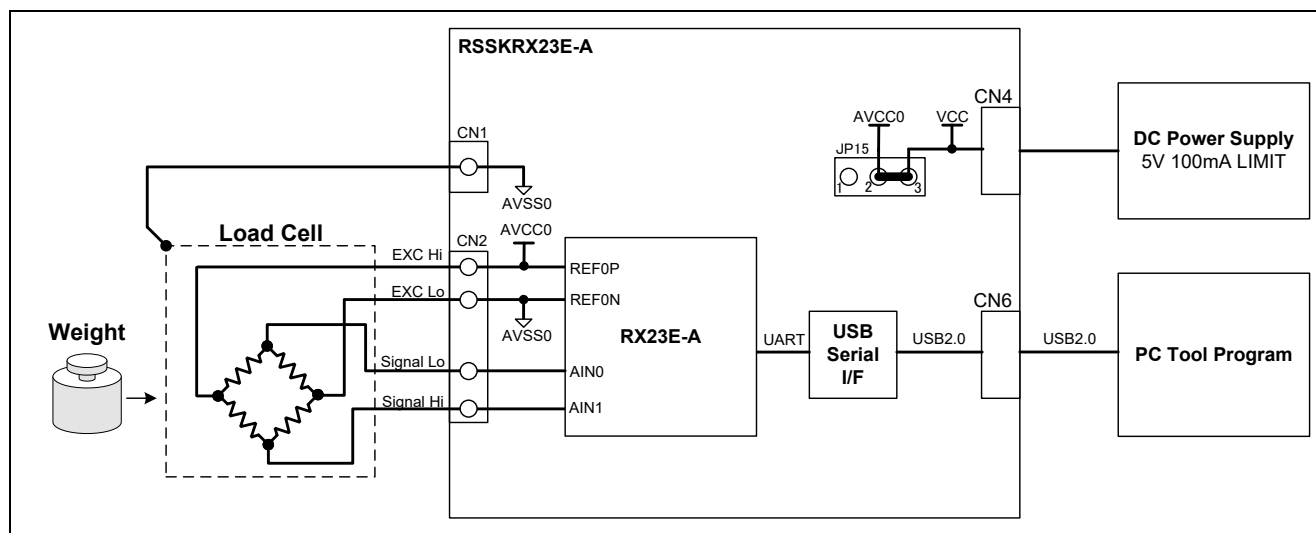 RSSKRX23E-A
CN4
AVCC0
VCC
DC Power Supply
5V 100mA LIMIT
CN1
JP15
1
2
3
AVSS0
AVCC0
Load Cell
CN2
EXC Hi
REF0P
EXC Lo
REF0N
CN6
AVSS0
Weight
RX23E-A
UART
USB
Serial
I/F
USB2.0
USB2.0
PC Tool Program
Signal Lo
AIN0
Signal Hi
AIN1